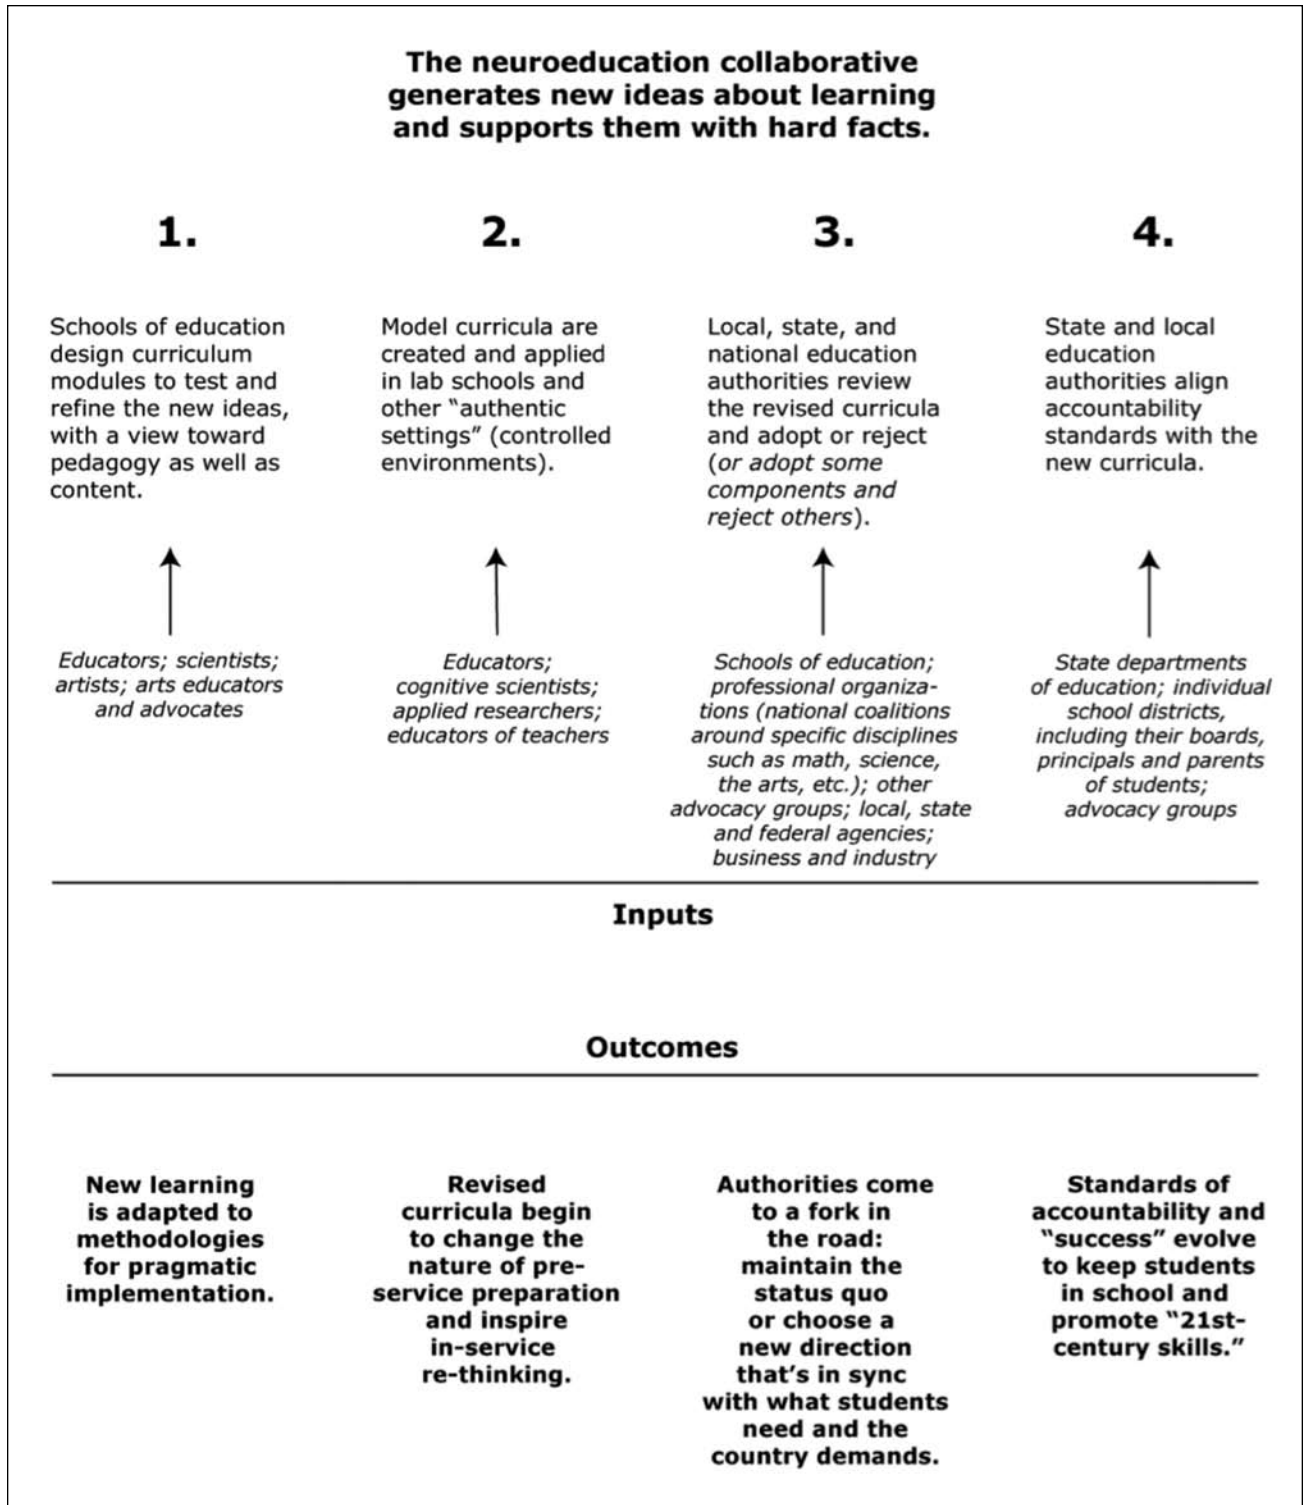 The neuroeducation collaborative
generates new ideas about learning
and supports them with hard facts.
1.
Schools of education
design curriculum
modules to test and
refine the new ideas,
with a view toward
pedagogy as well as
content.
Educators; scientists;
artists; arts educators
and advocates
2.
Model curricula are
created and applied
in lab schools and
other “authentic
settings” (controlled
environments).
Educators;
cognitive scientists;
applied researchers;
educators of teachers
3.
Local, state, and
national education
authorities review
the revised curricula
and adopt or reject
(or adopt some
components and
reject others).
Schools of education;
professional organiza-
tions (national coalitions
around specific disciplines
such as math, science,
the arts, etc.); other
advocacy groups; local, state
and federal agencies;
business and industry
4.
State and local
education
authorities align
accountability
standards with the
new curricula.
State departments
of education; individual
school districts,
including their boards,
principals and parents
of students;
advocacy groups
Inputs
Outcomes
New learning
is adapted to
methodologies
for pragmatic
implementation.
Revised
curricula begin
to change the
nature of pre-
service preparation
and inspire
in-service
re-thinking.
Authorities come
to a fork in
the road:
maintain the
status quo
or choose a
new direction
that’s in sync
with what students
need and the
country demands.
Standards of
accountability and
“success” evolve
to keep students
in school and
promote “21st-
century skills.”